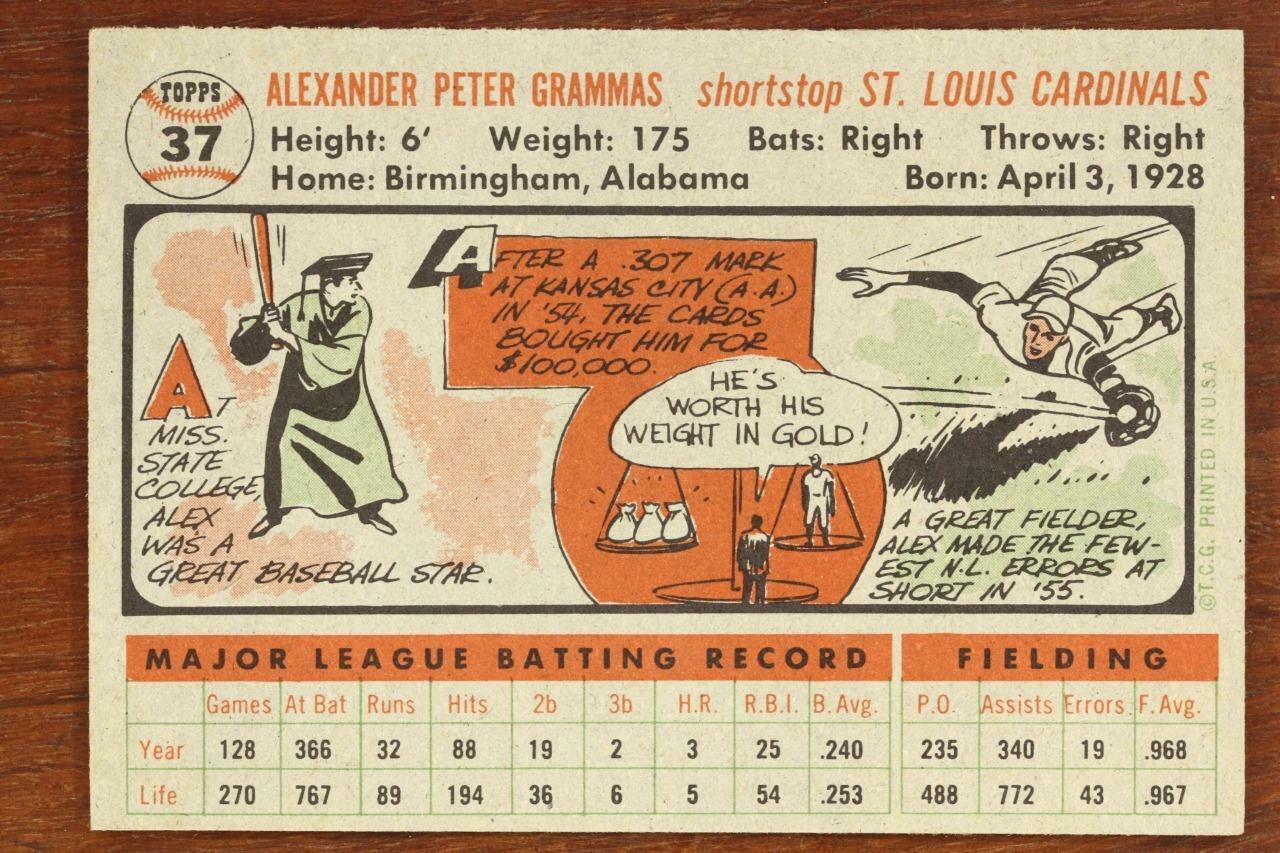 TOPPS
37
ALEXANDER PETER GRAMMAS shortstop ST. LOUIS CARDINALS
Height: 6' Weight: 175 Bats: Right Throws: Right
Home: Birmingham, Alabama Born: April 3, 1928
AT
MISS.
STATE
COLLEGE,
ALEX
WAS A
GREAT BASEBALL STAR.
AFTER A .307 MARK
AT KANSAS CITY (A.A.)
IN '54, THE CARDS
BOUGHT HIM FOR
$100,000.
HE'S
WORTH HIS
WEIGHT IN GOLD!
A GREAT FIELDER,
ALEX MADE THE FEW-
EST N.L. ERRORS AT
SHORT IN '55.
©T.C.G. PRINTED IN U.S.A
MAJOR LEAGUE BATTING RECORD FIELDING
Games At Bat Runs Hits 2b 3b H.R. R.B.I. B. Avg. P.O. Assists Errors F. Avg.
Year 128 366 32 88 19 2 3 25 .240 235 340 19 .968
Life 270 767 89 194 36 6 5 54 .253 488 772 43 .967